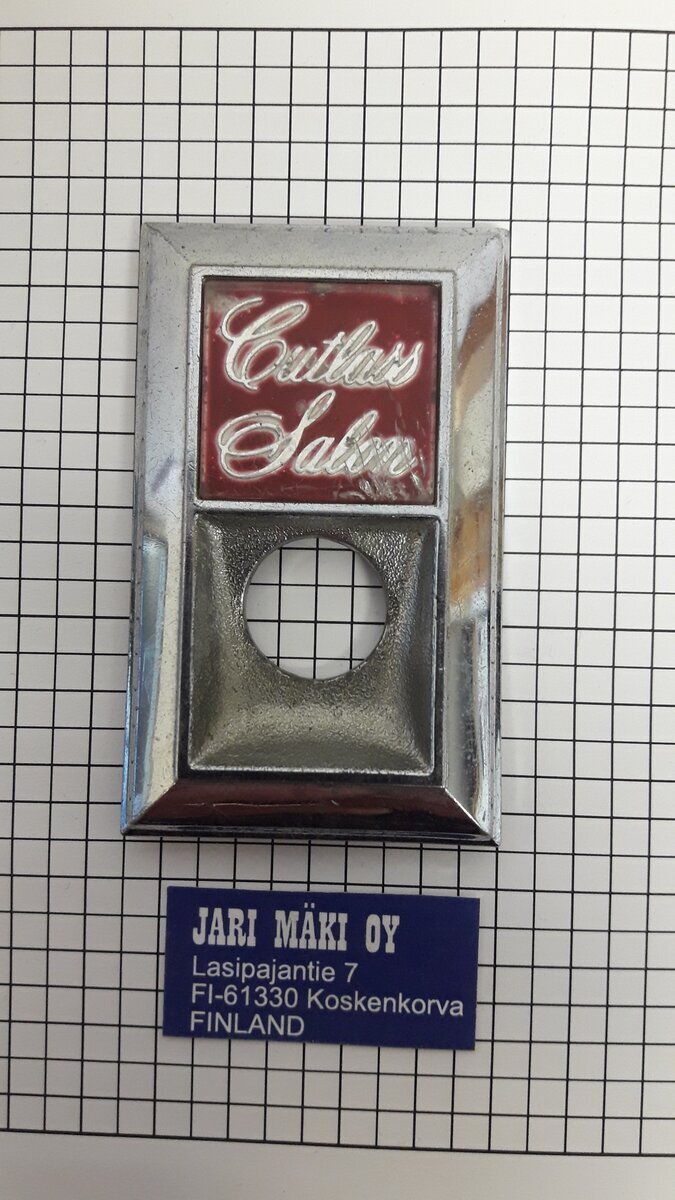 Cutlass
Salon
JARI MÄKI OY
Lasipajantie 7
FI-61330 Koskenkorva
FINLAND